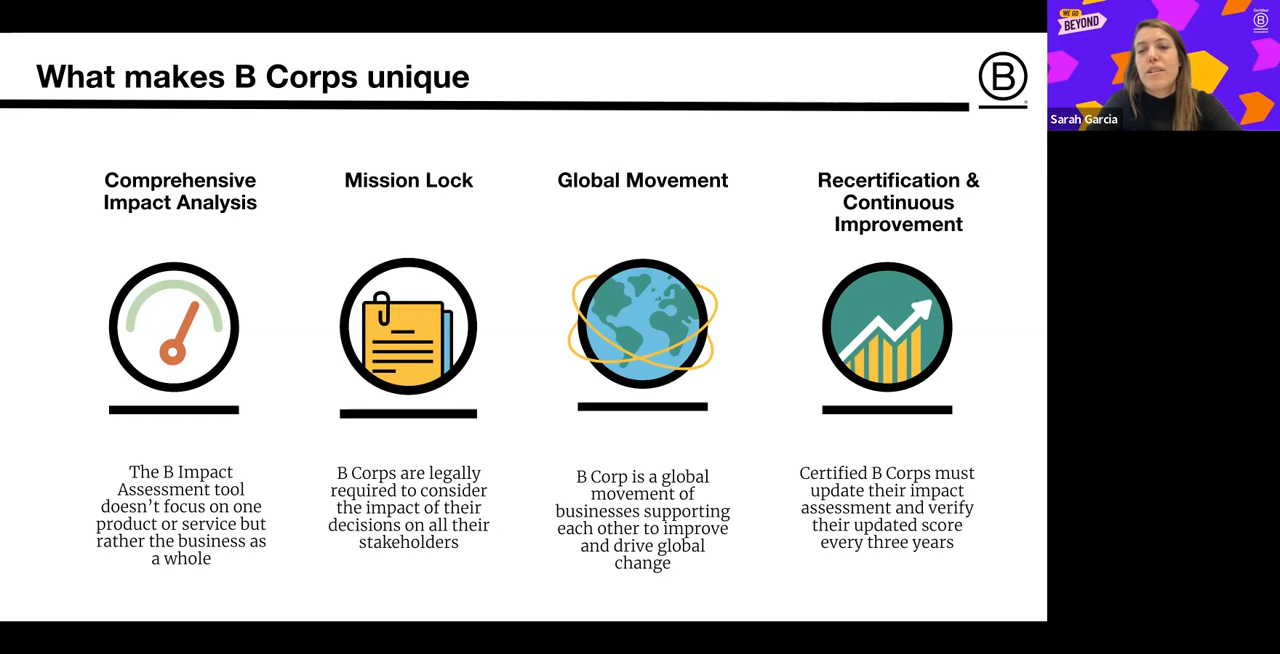 What makes B Corps unique
B
®
WE GO
BEYOND
Certified
B
Sarah Garcia
Comprehensive
Impact Analysis
Mission Lock
Global Movement
Recertification &
Continuous
Improvement
The B Impact
Assessment tool
doesn’t focus on one
product or service but
rather the business as
a whole
B Corps are legally
required to consider
the impact of their
decisions on all their
stakeholders
B Corp is a global
movement of
businesses supporting
each other to improve
and drive global
change
Certified B Corps must
update their impact
assessment and verify
their updated score
every three years